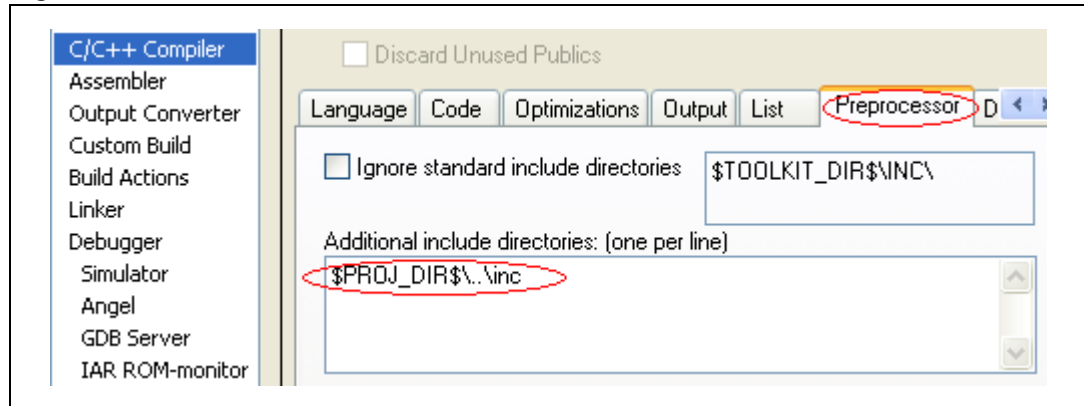 C/C++ Compiler
Assembler
Output Converter
Custom Build
Build Actions
Linker
Debugger
Simulator
Angel
GDB Server
IAR ROM-monitor
Discard Unused Publics
Language Code Optimizations Output List Preprocessor D
Ignore standard include directories
$TOOLKIT_DIR$\INC\
Additional include directories: (one per line)
$PROJ_DIR$\..\inc